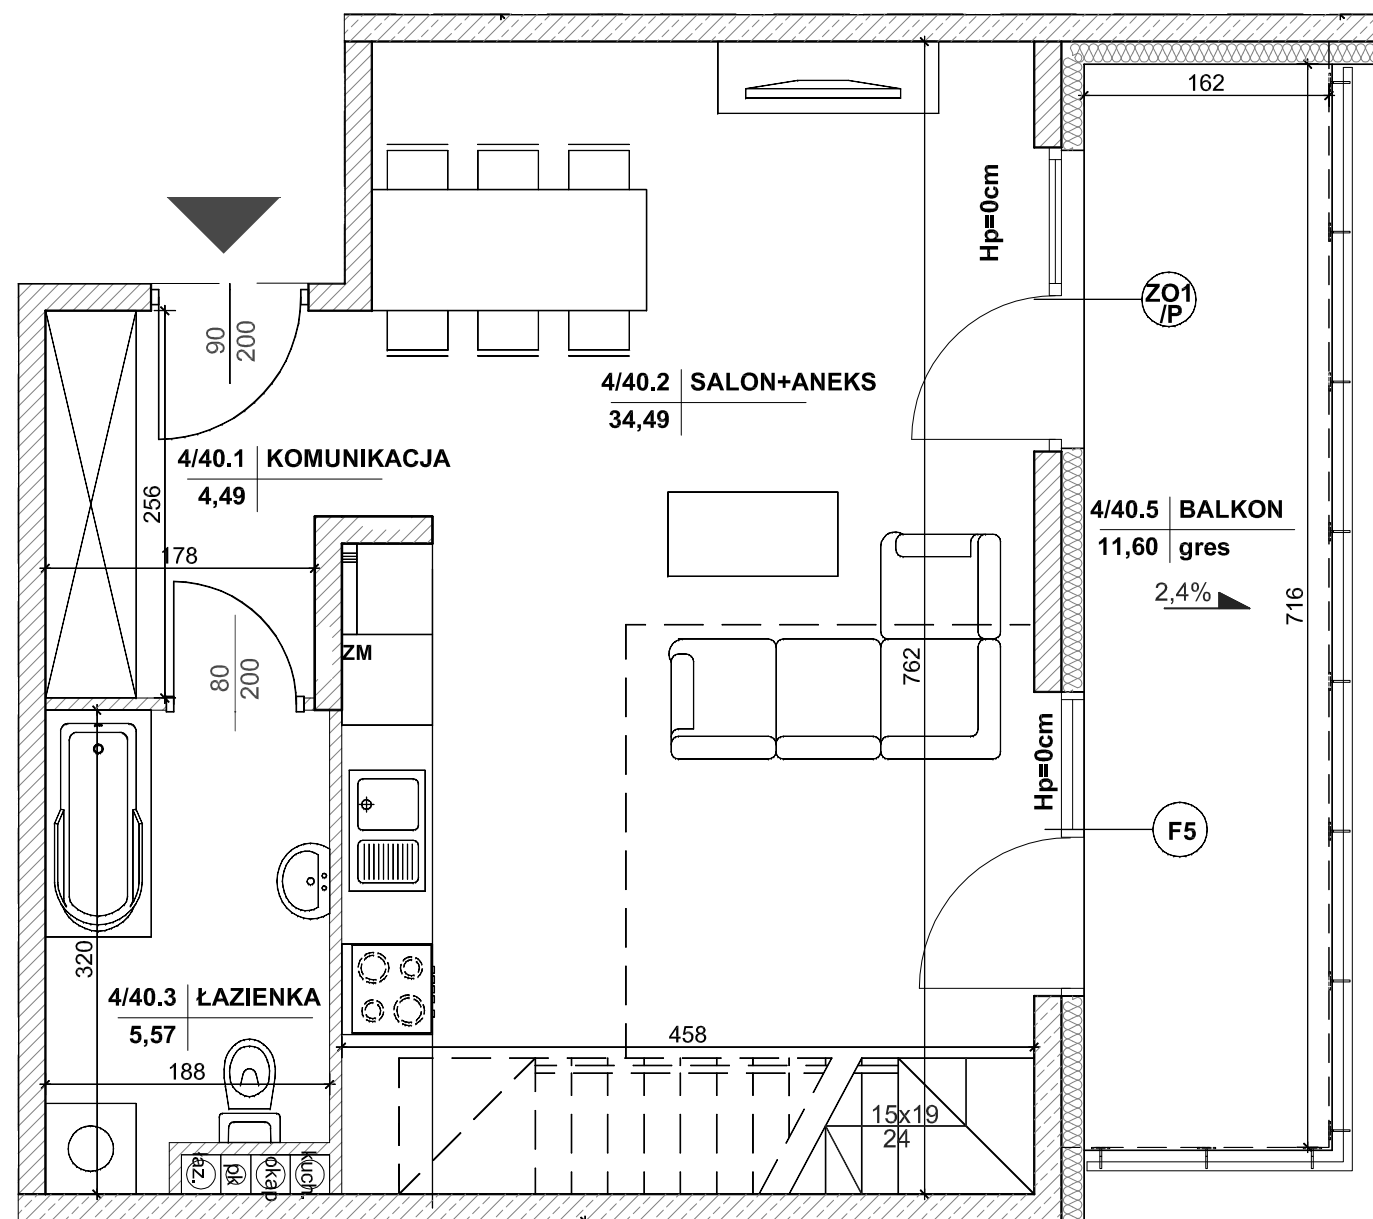 162
Hp=0cm
ZO1
/P
90
200
4/40.2 SALON+ANEKS
34,49
4/40.1 KOMUNIKACJA
4,49
256
178
4/40.5 BALKON
11,60 gres
2,4%
716
ZM
762
80
200
Hp=0cm
F5
320
4/40.3 ŁAZIENKA
5,57
458
188
15x19
24
łaz.
pk
okap
kuch.